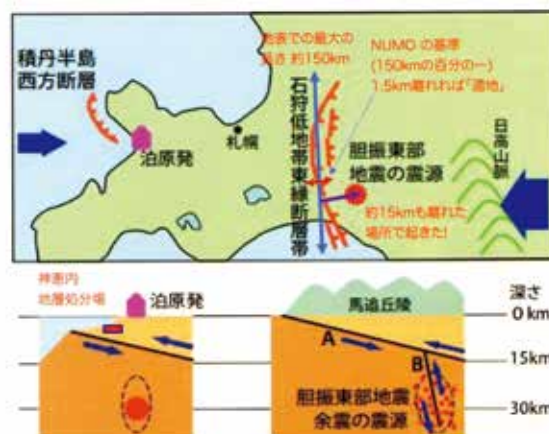 積丹半島
西方断層
泊原発
札幌
地表での最大の
長さ 約150km
石狩低地帯東縁断層帯
NUMO の基準
(150kmの百分の一)
1.5km離れれば「適地」
胆振東部
地震の震源
約15kmも離れた
場所で起きた!
日高山脈
神恵内
地層処分場
泊原発
馬追丘陵
深さ
0 km
15km
30km
A
B
胆振東部地震
余震の震源